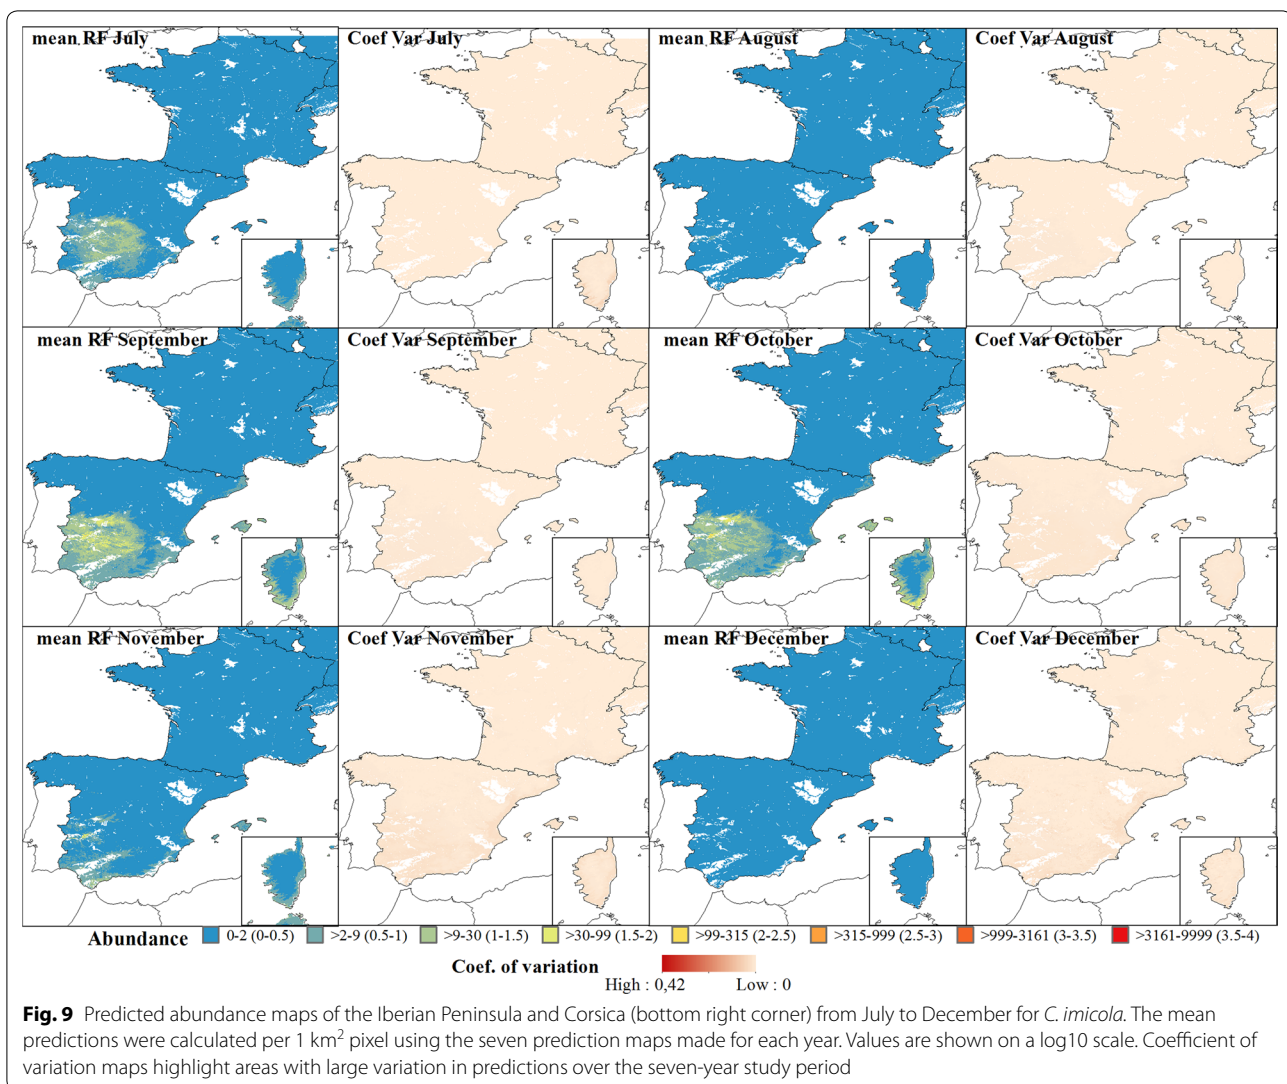 mean RF July
Coef Var July
mean RF August
Coef Var August
mean RF September
Coef Var September
mean RF October
Coef Var October
mean RF November
Coef Var November
mean RF December
Coef Var December
Abundance 0-2 (0-0.5) >2-9 (0.5-1) >9-30 (1-1.5) >30-99 (1.5-2) >99-315 (2-2.5) >315-999 (2.5-3) >999-3161 (3-3.5) >3161-9999 (3.5-4)
Coef. of variation
High : 0,42 Low : 0
Fig. 9 Predicted abundance maps of the Iberian Peninsula and Corsica (bottom right corner) from July to December for C. imicola. The mean
predictions were calculated per 1 km² pixel using the seven prediction maps made for each year. Values are shown on a log10 scale. Coefficient of
variation maps highlight areas with large variation in predictions over the seven-year study period